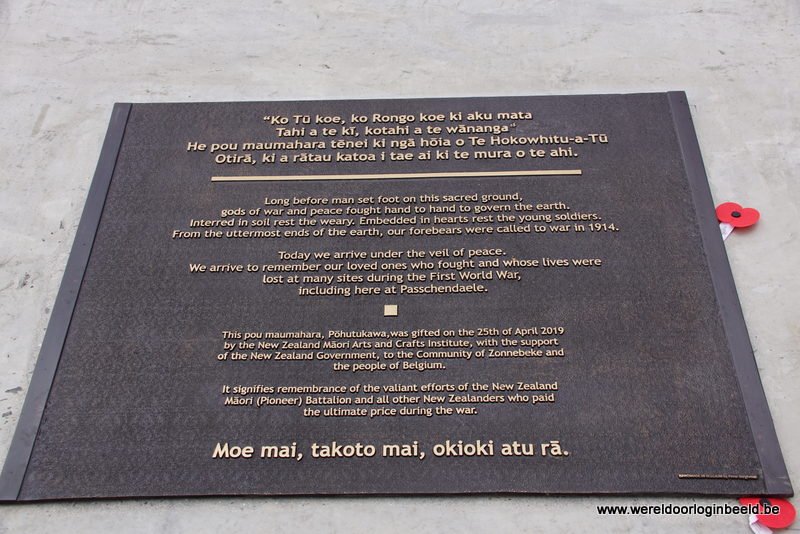 “Ko Tū koe, ko Rongo koe ki aku mata
Tahi a te kī, kotahi a te wānanga“
He pou maumahara tēnei ki ngā hōia o Te Hokowhitu-a-Tū
Otirā, ki a rātau katoa i tae ai ki te mura o te ahi.
Long before man set foot on this sacred ground,
gods of war and peace fought hand to hand to govern the earth.
Interred in soil rest the weary. Embedded in hearts rest the young soldiers.
From the uttermost ends of the earth, our forebears were called to war in 1914.
Today we arrive under the veil of peace.
We arrive to remember our loved ones who fought and whose lives were
lost at many sites during the First World War,
including here at Passchendaele.
This pou maumahara, Pōhutukawa,was gifted on the 25th of April 2019
by the New Zealand Māori Arts and Crafts Institute, with the support
of the New Zealand Government, to the Community of Zonnebeke and
the people of Belgium.
It signifies remembrance of the valiant efforts of the New Zealand
Māori (Pioneer) Battalion and all other New Zealanders who paid
the ultimate price during the war.
Moe mai, takoto mai, okioki atu rā.
www.wereldoorloginbeeld.be